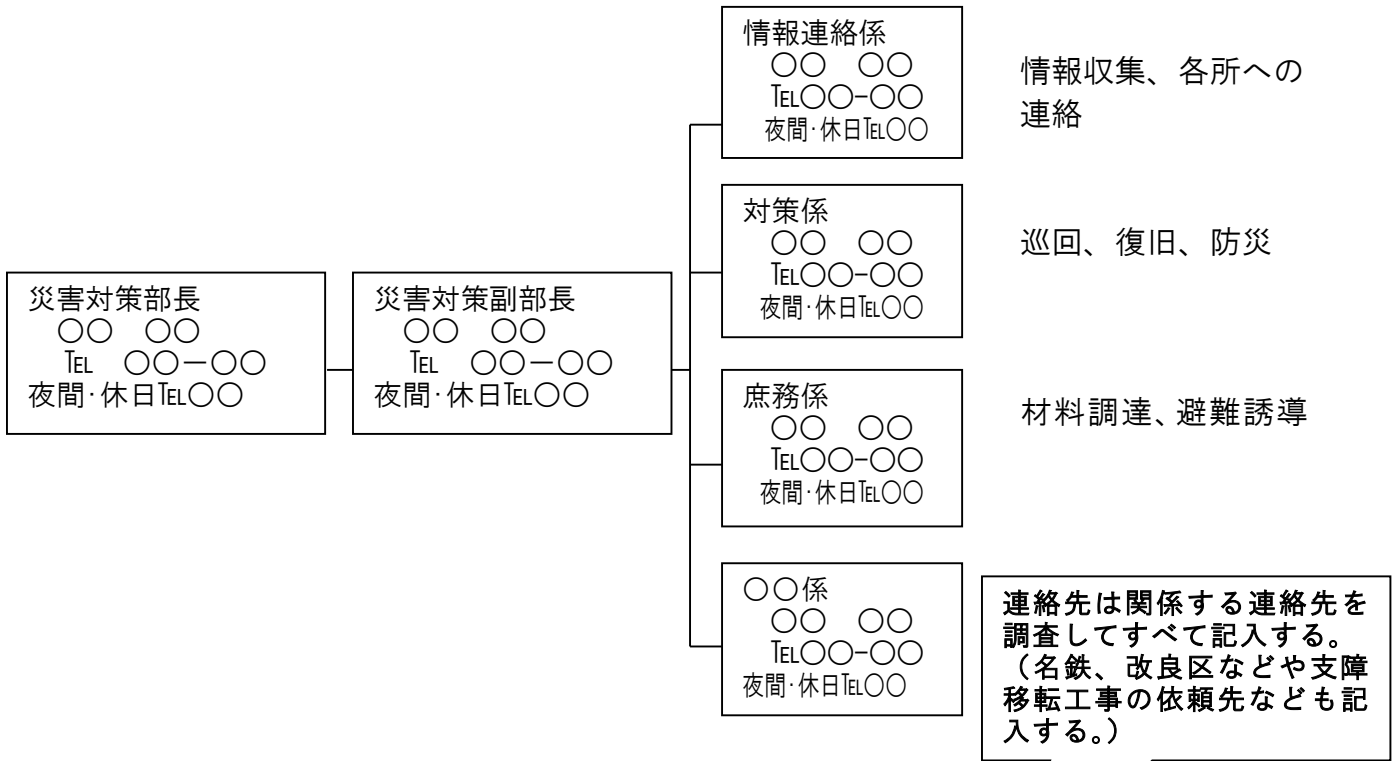 情報連絡係
〇〇 〇〇
℡〇〇-〇〇
夜間･休日℡〇〇
情報収集、各所への
連絡
対策係
〇〇 〇〇
℡〇〇-〇〇
夜間･休日℡〇〇
巡回、復旧、防災
災害対策部長
〇〇 〇〇
℡ 〇〇－〇〇
夜間･休日℡〇〇
災害対策副部長
〇〇 〇〇
℡ 〇〇－〇〇
夜間･休日℡〇〇
庶務係
〇〇 〇〇
℡〇〇-〇〇
夜間･休日℡〇〇
材料調達、避難誘導
〇〇係
〇〇 〇〇
℡〇〇-〇〇
夜間･休日℡〇〇
連絡先は関係する連絡先を
調査してすべて記入する。
（名鉄、改良区などや支障
移転工事の依頼先なども記
入する。）